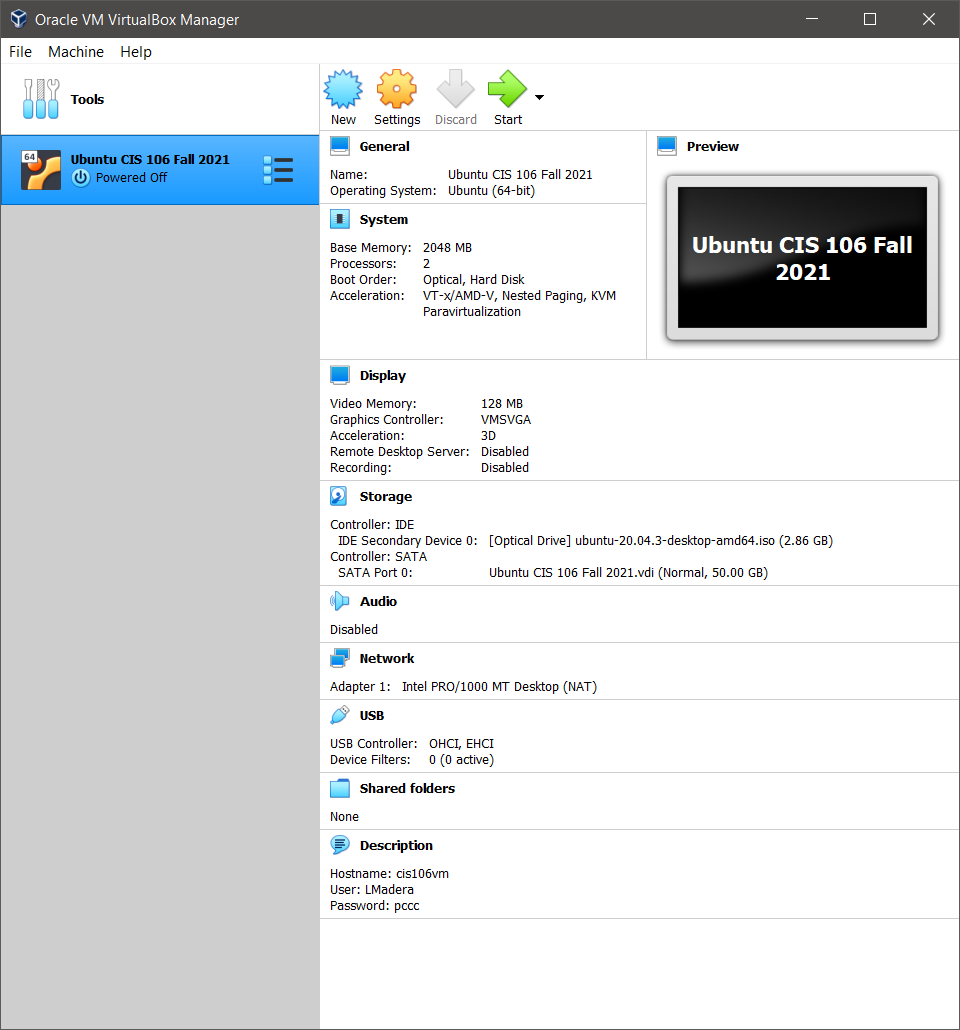 Oracle VM VirtualBox Manager
File Machine Help
Tools
New Settings Discard Start
64
Ubuntu CIS 106 Fall 2021
Powered Off
General
Name: Ubuntu CIS 106 Fall 2021
Operating System: Ubuntu (64-bit)
Preview
Ubuntu CIS 106 Fall
2021
System
Base Memory: 2048 MB
Processors: 2
Boot Order: Optical, Hard Disk
Acceleration: VT-x/AMD-V, Nested Paging, KVM
Paravirtualization
Display
Video Memory: 128 MB
Graphics Controller: VMSVGA
Acceleration: 3D
Remote Desktop Server: Disabled
Recording: Disabled
Storage
Controller: IDE
IDE Secondary Device 0: [Optical Drive] ubuntu-20.04.3-desktop-amd64.iso (2.86 GB)
Controller: SATA
SATA Port 0: Ubuntu CIS 106 Fall 2021.vdi (Normal, 50.00 GB)
Audio
Disabled
Network
Adapter 1: Intel PRO/1000 MT Desktop (NAT)
USB
USB Controller: OHCI, EHCI
Device Filters: 0 (0 active)
Shared folders
None
Description
Hostname: cis106vm
User: LMadera
Password: pccc